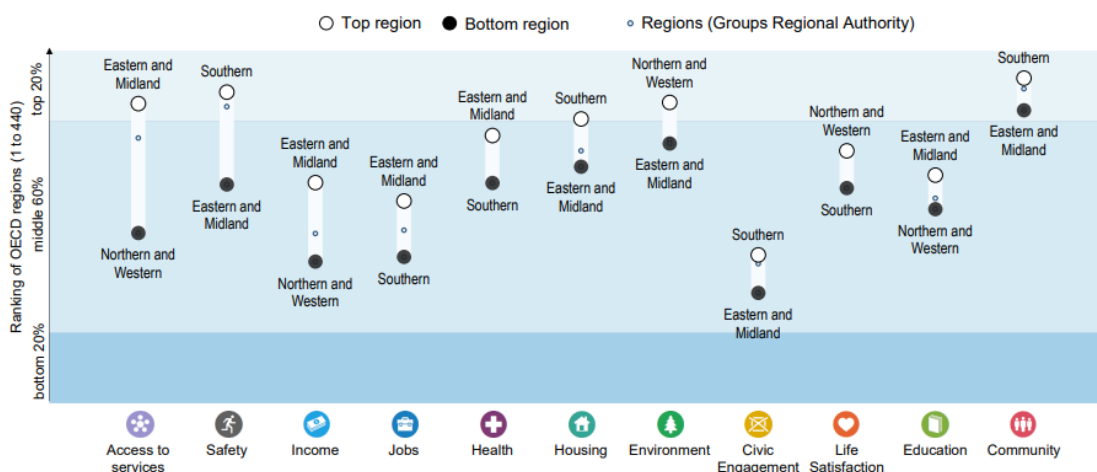 Top region
Bottom region
Regions (Groups Regional Authority)
Ranking of OECD regions (1 to 440)
top 20%
middle 60%
bottom 20%
Eastern and
Midland
Northern and
Western
Southern
Eastern and
Midland
Eastern and
Midland
Northern and
Western
Eastern and
Midland
Southern
Eastern and
Midland
Southern
Southern
Eastern and
Midland
Northern and
Western
Eastern and
Midland
Southern
Eastern and
Midland
Northern and
Western
Southern
Eastern and
Midland
Northern and
Western
Southern
Eastern and
Midland
Access to
services
Safety
Income
Jobs
Health
Housing
Environment
Civic
Engagement
Life
Satisfaction
Education
Community